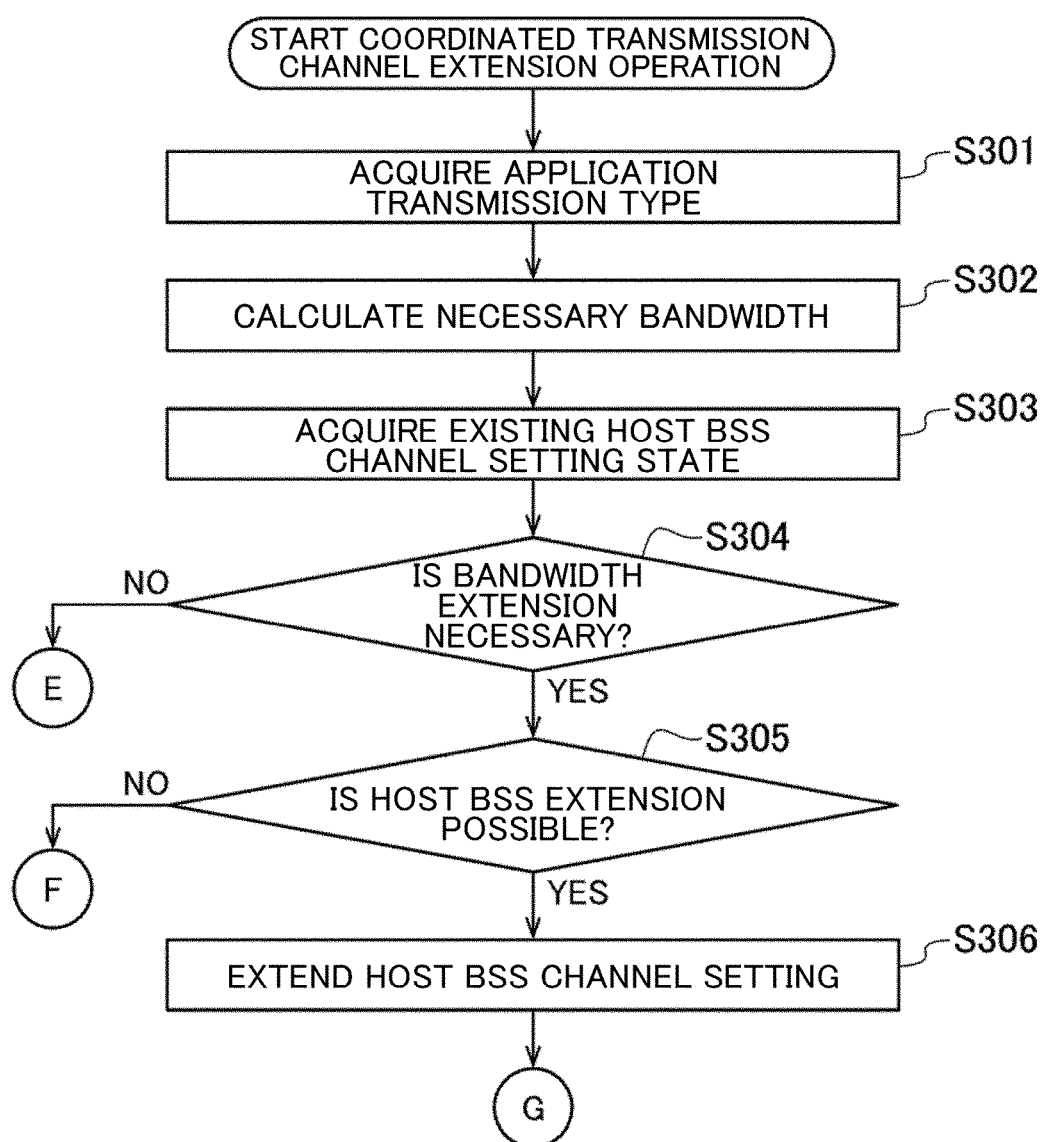 START COORDINATED TRANSMISSION
CHANNEL EXTENSION OPERATION
S301
ACQUIRE APPLICATION
TRANSMISSION TYPE
S302
CALCULATE NECESSARY BANDWIDTH
S303
ACQUIRE EXISTING HOST BSS
CHANNEL SETTING STATE
S304
NO
IS BANDWIDTH
EXTENSION
NECESSARY?
E
YES
S305
NO
IS HOST BSS EXTENSION
POSSIBLE?
F
YES
S306
EXTEND HOST BSS CHANNEL SETTING
G